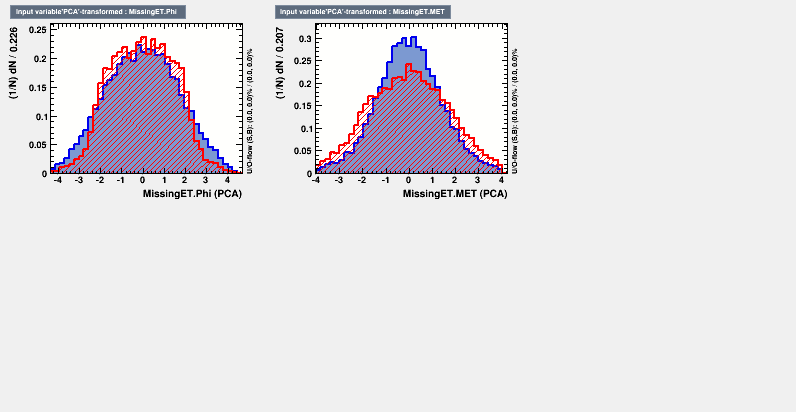 Input variable'PCA'-transformed : MissingET.Phi
(1/N) dN / 0.226
0.25
0.2
0.15
0.1
0.05
0
-4 -3 -2 -1 0 1 2 3 4
MissingET.Phi (PCA)
U/O-flow (S,B): (0.0, 0.0)% / (0.0, 0.0)%
Input variable'PCA'-transformed : MissingET.MET
(1/N) dN / 0.207
0.3
0.25
0.2
0.15
0.1
0.05
0
-4 -3 -2 -1 0 1 2 3 4
MissingET.MET (PCA)
U/O-flow (S,B): (0.0, 0.0)% / (0.0, 0.0)%